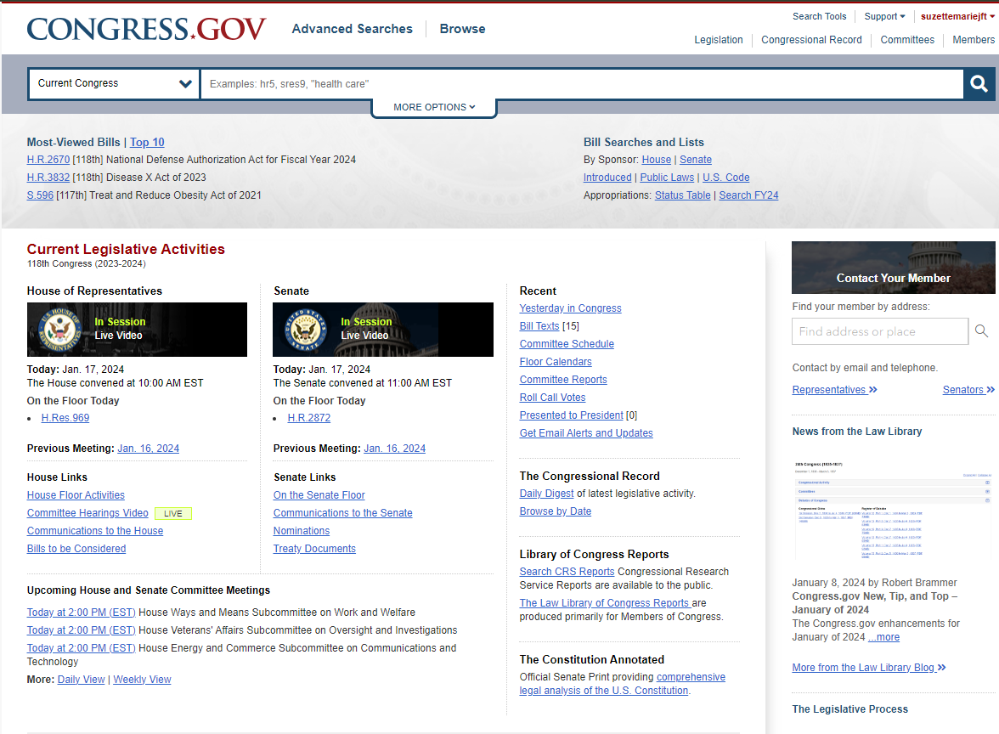 CONGRESS.GOV
Advanced Searches
Browse
Search Tools
Support
suzettemariejft
Legislation
Congressional Record
Committees
Members
Current Congress
Examples: hr5, sres9, "health care"
MORE OPTIONS
Most-Viewed Bills | Top 10
H.R.2670 [118th] National Defense Authorization Act for Fiscal Year 2024
H.R.3832 [118th] Disease X Act of 2023
S.596 [117th] Treat and Reduce Obesity Act of 2021
Bill Searches and Lists
By Sponsor: House | Senate
Introduced | Public Laws | U.S. Code
Appropriations: Status Table | Search FY24
Current Legislative Activities
118th Congress (2023-2024)
House of Representatives
U.S. HOUSE OF REPRESENTATIVES
In Session
Live Video
Today: Jan. 17, 2024
The House convened at 10:00 AM EST
On the Floor Today
• H.Res.969
Previous Meeting: Jan. 16, 2024
House Links
House Floor Activities
Committee Hearings Video LIVE
Communications to the House
Bills to be Considered
Senate
UNITED STATES SENATE
In Session
Live Video
Today: Jan. 17, 2024
The Senate convened at 11:00 AM EST
On the Floor Today
• H.R.2872
Previous Meeting: Jan. 16, 2024
Senate Links
On the Senate Floor
Communications to the Senate
Nominations
Treaty Documents
Upcoming House and Senate Committee Meetings
Today at 2:00 PM (EST) House Ways and Means Subcommittee on Work and Welfare
Today at 2:00 PM (EST) House Veterans' Affairs Subcommittee on Oversight and Investigations
Today at 2:00 PM (EST) House Energy and Commerce Subcommittee on Communications and
Technology
More: Daily View | Weekly View
Recent
Yesterday in Congress
Bill Texts [15]
Committee Schedule
Floor Calendars
Committee Reports
Roll Call Votes
Presented to President [0]
Get Email Alerts and Updates
The Congressional Record
Daily Digest of latest legislative activity.
Browse by Date
Library of Congress Reports
Search CRS Reports Congressional Research
Service Reports are available to the public.
The Law Library of Congress Reports are
produced primarily for Members of Congress.
The Constitution Annotated
Official Senate Print providing comprehensive
legal analysis of the U.S. Constitution.
Contact Your Member
Find your member by address:
Find address or place
Contact by email and telephone.
Representatives »
Senators »
News from the Law Library
Congressional Activity
Committees
January 8, 2024 by Robert Brammer
Congress.gov New, Tip, and Top –
January of 2024
The Congress.gov enhancements for
January of 2024 ...more
More from the Law Library Blog »
The Legislative Process